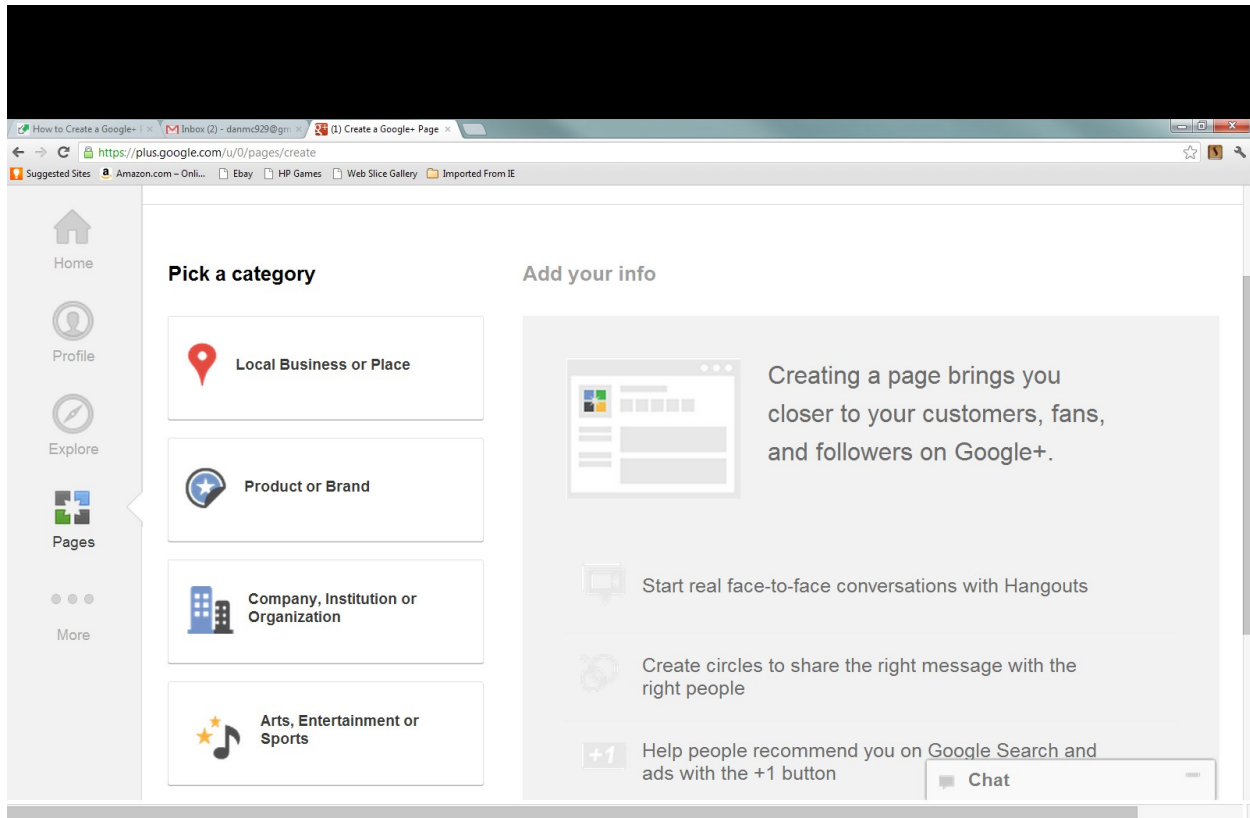 How to Create a Google+
Inbox (2) - danmc929@gm
(1) Create a Google+ Page
https://plus.google.com/u/0/pages/create
Suggested Sites
Amazon.com – Onli...
Ebay
HP Games
Web Slice Gallery
Imported From IE
Home
Profile
Explore
Pages
More
Pick a category
Local Business or Place
Product or Brand
Company, Institution or
Organization
Arts, Entertainment or
Sports
Add your info
Creating a page brings you
closer to your customers, fans,
and followers on Google+.
Start real face-to-face conversations with Hangouts
Create circles to share the right message with the
right people
+1
Help people recommend you on Google Search and
ads with the +1 button
Chat